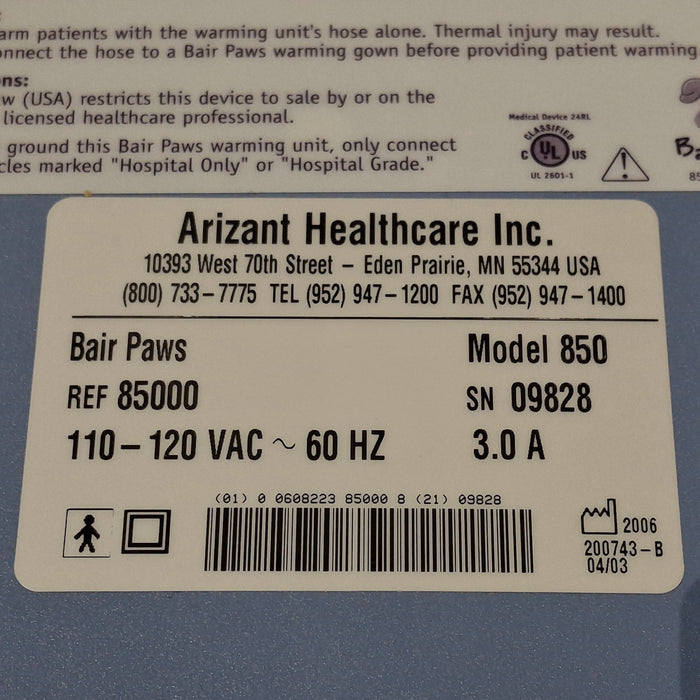 arm patients with the warming unit's hose alone. Thermal injury may result.
onnect the hose to a Bair Paws warming gown before providing patient warming
ns:
w (USA) restricts this device to sale by or on the
licensed healthcare professional.
ground this Bair Paws warming unit, only connect
cles marked "Hospital Only" or "Hospital Grade."
Medical Device 24RL
CLASSIFIED
C UL US
UL 2601-1
B
85
Arizant Healthcare Inc.
10393 West 70th Street – Eden Prairie, MN 55344 USA
(800) 733–7775 TEL (952) 947–1200 FAX (952) 947–1400
Bair Paws Model 850
REF 85000 SN 09828
110–120 VAC ~ 60 HZ 3.0 A
(01) 0 0608223 85000 8 (21) 09828
2006
200743–B
04/03